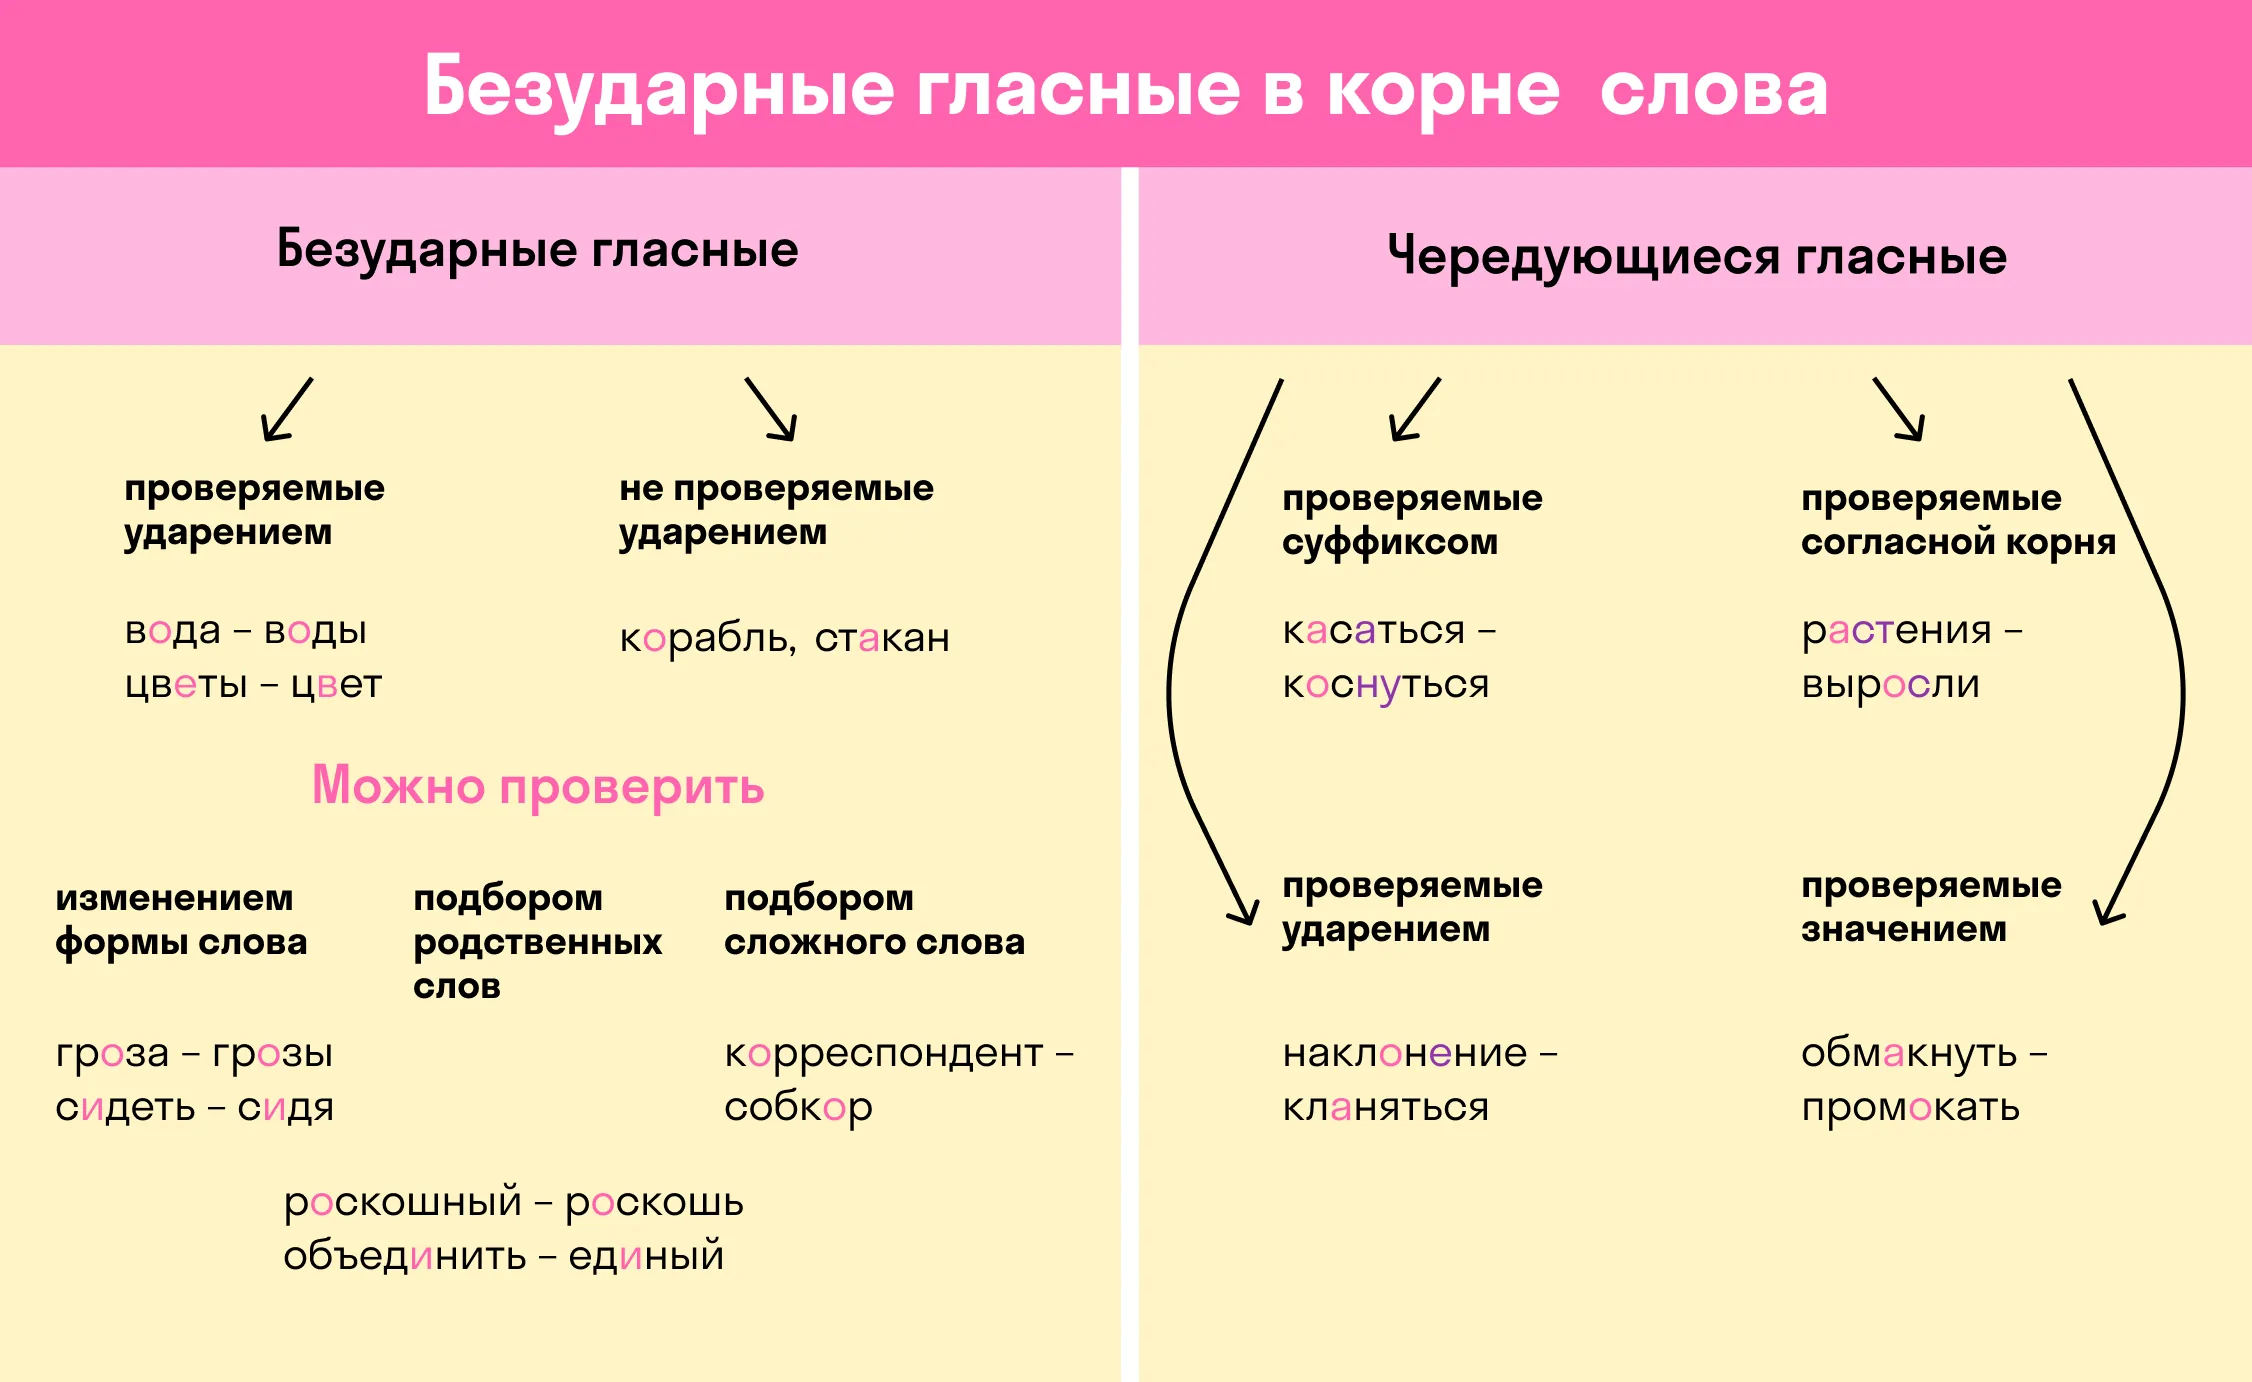 Безударные гласные в корне слова
Безударные гласные
проверяемые
ударением
вода – воды
цветы – цвет
не проверяемые
ударением
корабль, стакан
Можно проверить
изменением
формы слова
гроза – грозы
сидеть – сидя
подбором
родственных
слов
роскошный – роскошь
объединить – единый
подбором
сложного слова
корреспондент –
собкор
Чередующиеся гласные
проверяемые
суффиксом
касаться –
коснуться
проверяемые
согласной корня
растения –
выросли
проверяемые
ударением
наклонение –
кланяться
проверяемые
значением
обмакнуть –
промокать